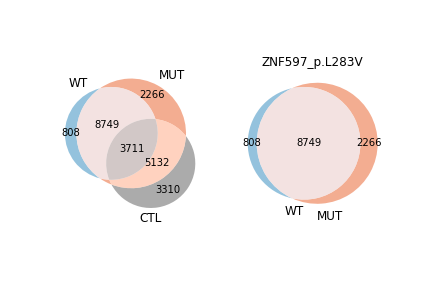 WT
MUT
2266
808
8749
3711
5132
3310
CTL
ZNF597_p.L283V
808
8749
2266
WT
MUT